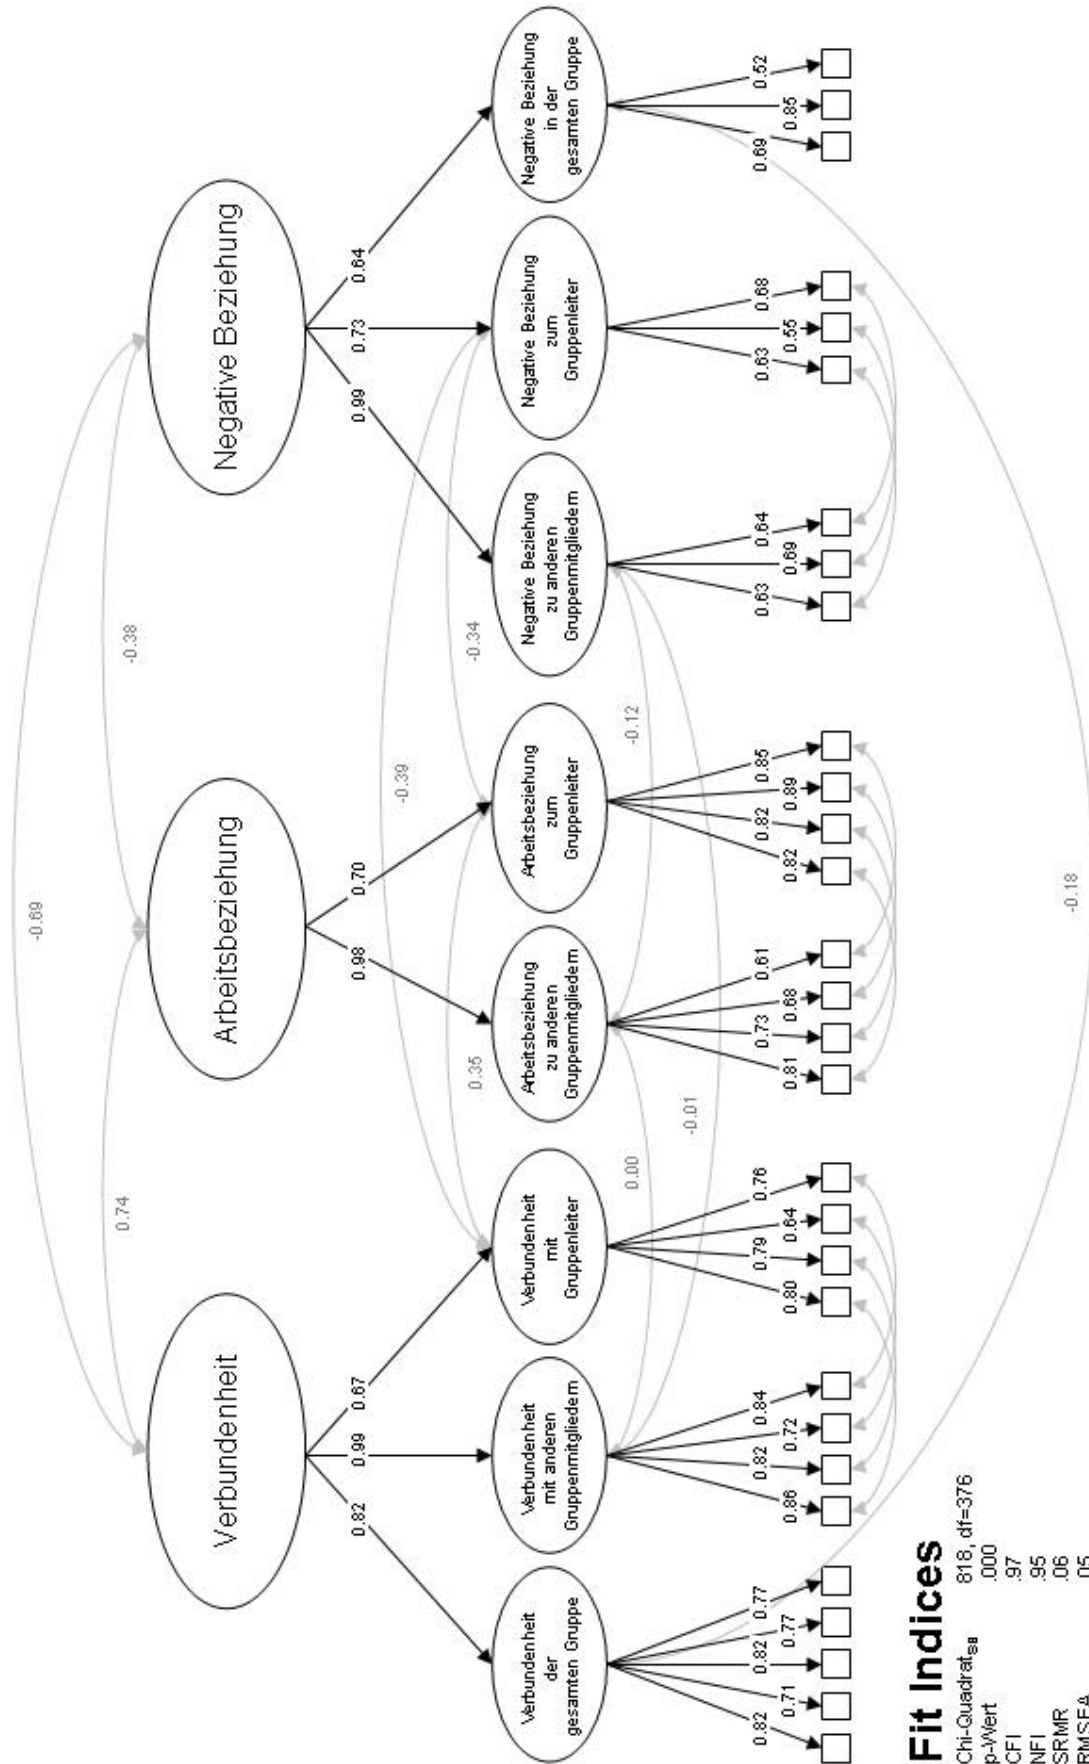 -0.69
0.74
-0.38
Verbundenheit
Arbeitsbeziehung
Negative Beziehung
0.82
0.99
0.67
0.98
0.70
0.99
0.73
0.64
-0.39
0.35
-0.34
Verbundenheit
der
gesamten Gruppe
Verbundenheit
mit anderen
Gruppenmitgliedern
Verbundenheit
mit
Gruppenleiter
Arbeitsbeziehung
zu anderen
Gruppenmitgliedern
Arbeitsbeziehung
zum
Gruppenleiter
Negative Beziehung
zu anderen
Gruppenmitgliedern
Negative Beziehung
zum
Gruppenleiter
Negative Beziehung
in der
gesamten Gruppe
0.00
-0.12
-0.01
0.82 0.71 0.82 0.77 0.77
0.86 0.82 0.72 0.84
0.80 0.79 0.64 0.76
0.81 0.73 0.68 0.61
0.82 0.82 0.89 0.85
0.63 0.69 0.64
0.63 0.55 0.68
0.69 0.85 0.52
-0.18
Fit Indices
Chi-Quadrat SB 818, df=376
p-Wert .000
CFI .97
NFI .95
SRMR .06
RMSEA .05